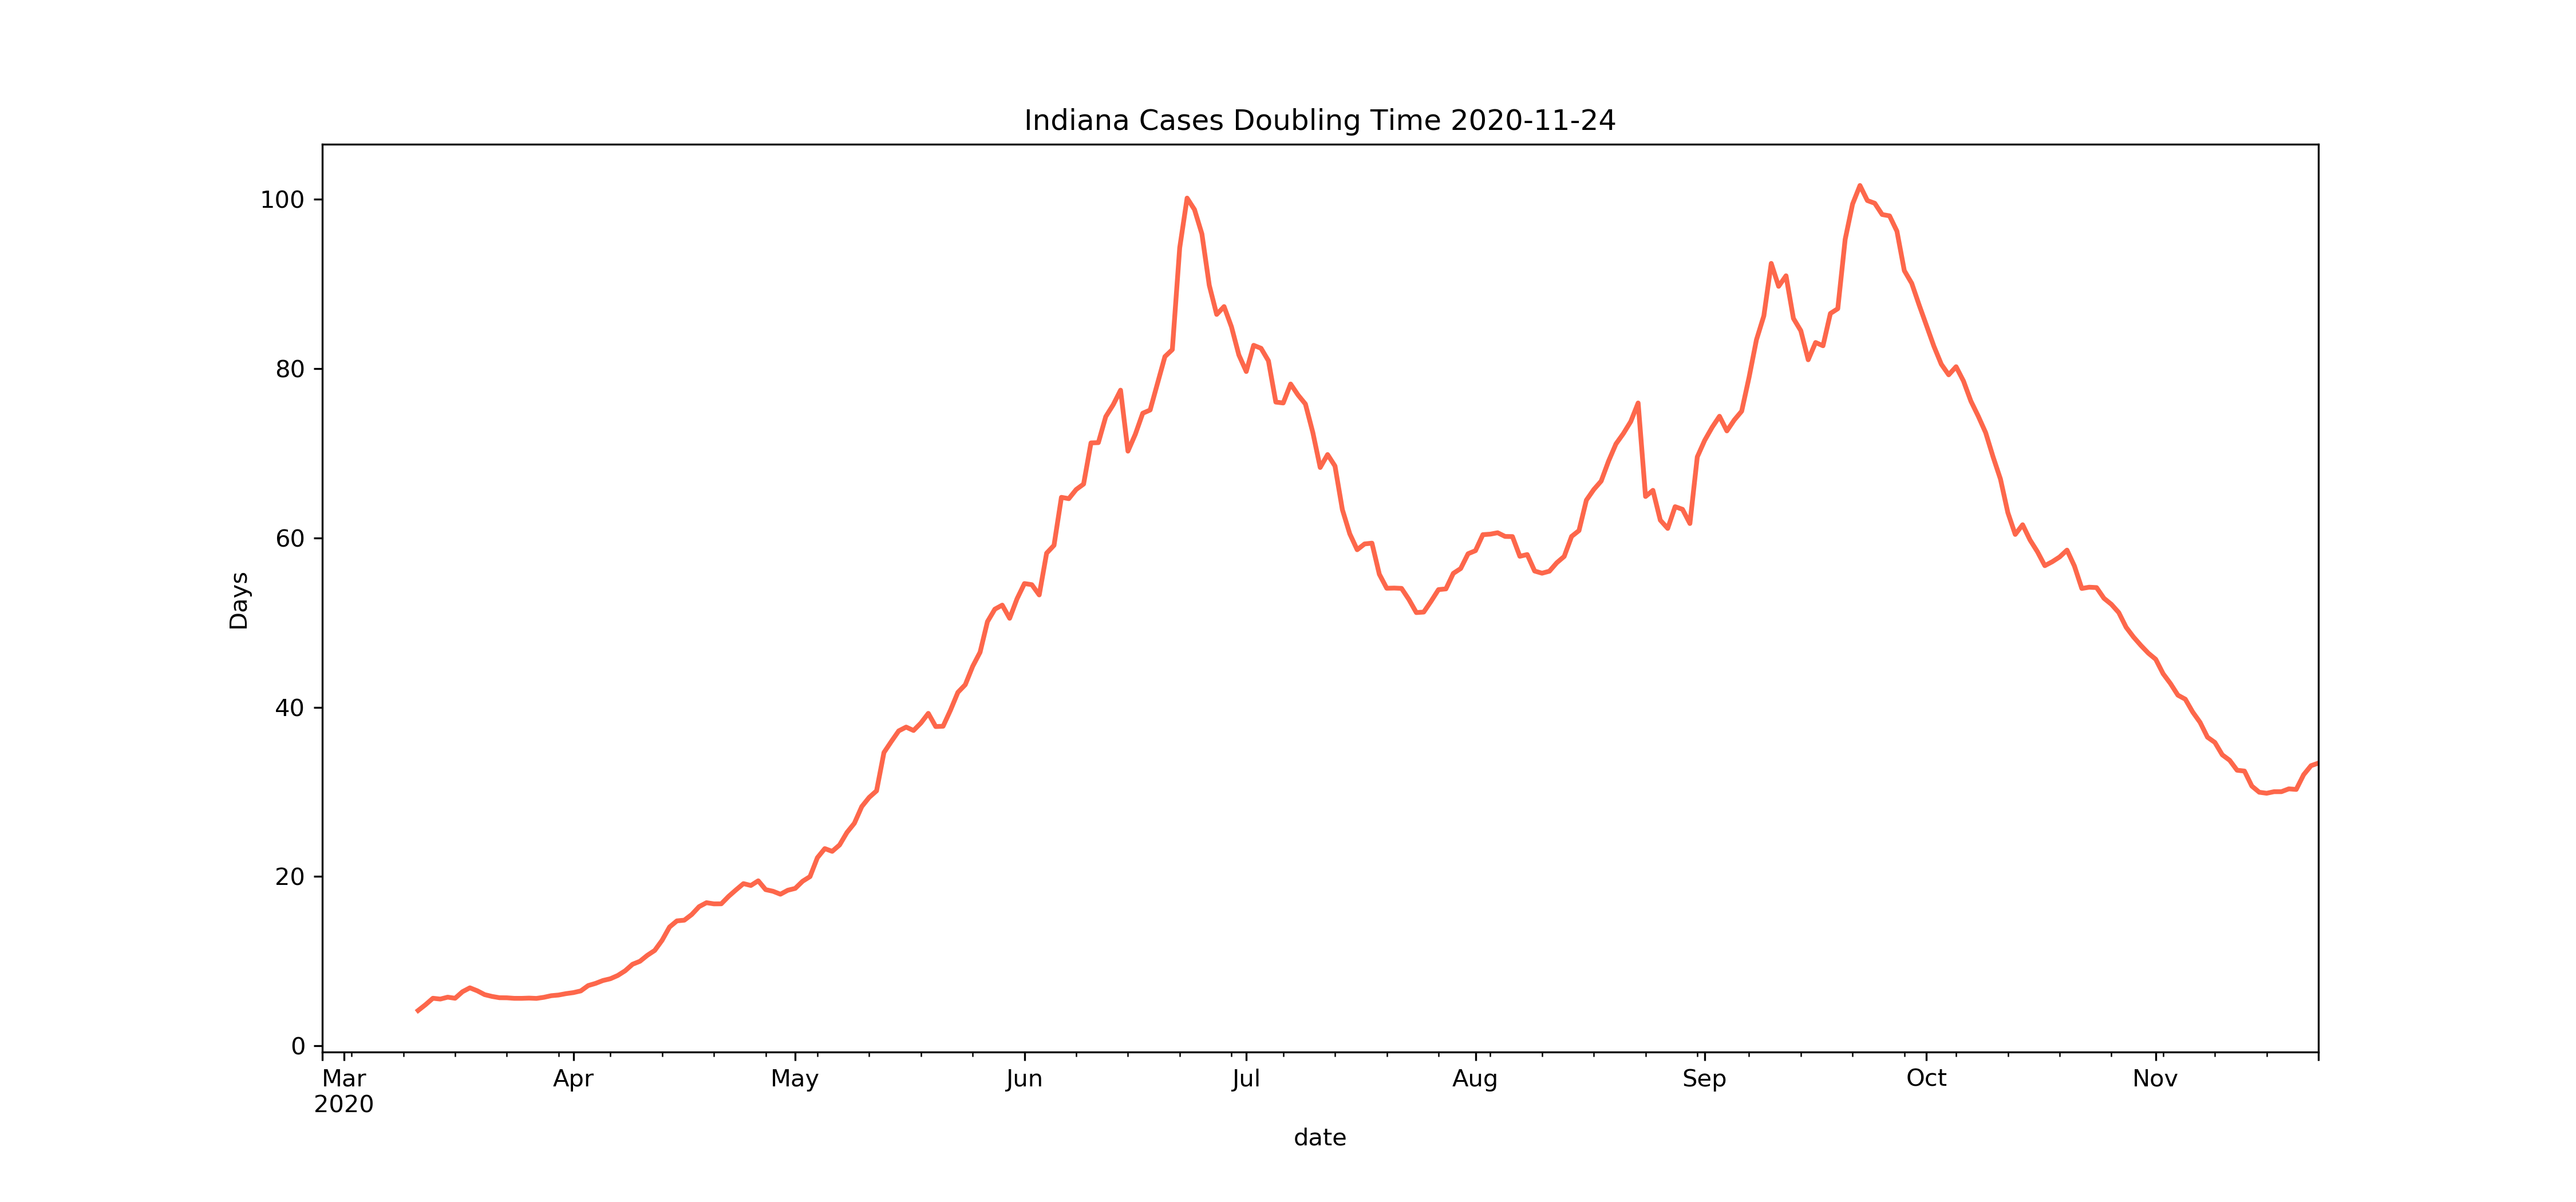 Indiana Cases Doubling Time 2020-11-24
100
80
60
40
20
0
Days
Mar Apr May Jun Jul Aug Sep Oct Nov
2020
date